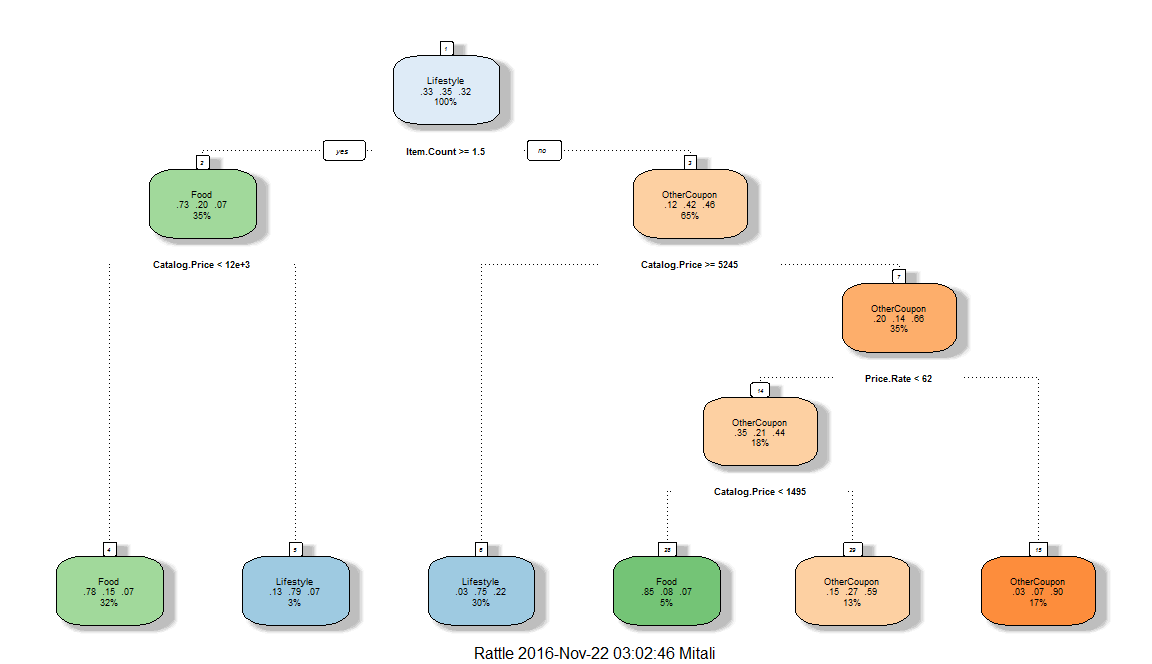 1
Lifestyle
.33 .35 .32
100%
yes
Item.Count >= 1.5
no
2
3
Food
.73 .20 .07
35%
OtherCoupon
.12 .42 .46
65%
Catalog.Price < 12e+3
Catalog.Price >= 5245
7
OtherCoupon
.20 .14 .66
35%
Price.Rate < 62
14
OtherCoupon
.35 .21 .44
18%
Catalog.Price < 1495
4
5
6
28
29
15
Food
.78 .15 .07
32%
Lifestyle
.13 .79 .07
3%
Lifestyle
.03 .75 .22
30%
Food
.85 .08 .07
5%
OtherCoupon
.15 .27 .59
13%
OtherCoupon
.03 .07 .90
17%
Rattle 2016-Nov-22 03:02:46 Mitali